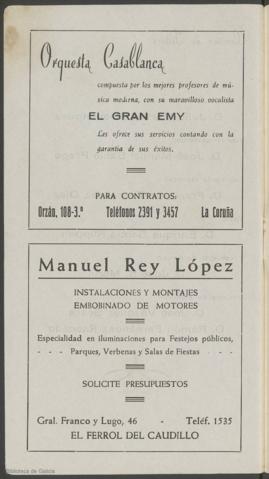 Orquesta Casablanca
compuesta por los mejores profesores de mú-
sica moderna, con su maravilloso vocalista
EL GRAN EMY
Les ofrece sus servicios contando con la
garantía de sus éxitos.
PARA CONTRATOS:
Orzán, 108-3.º Teléfonos 2391 y 3457 La Coruña
Manuel Rey López
INSTALACIONES Y MONTAJES
EMBOBINADO DE MOTORES
Especialidad en iluminaciones para Festejos públicos,
- - - Parques, Verbenas y Salas de Fiestas - - -
SOLICITE PRESUPUESTOS
Gral. Franco y Lugo, 46 - Teléf. 1535
EL FERROL DEL CAUDILLO
Biblioteca de Galicia